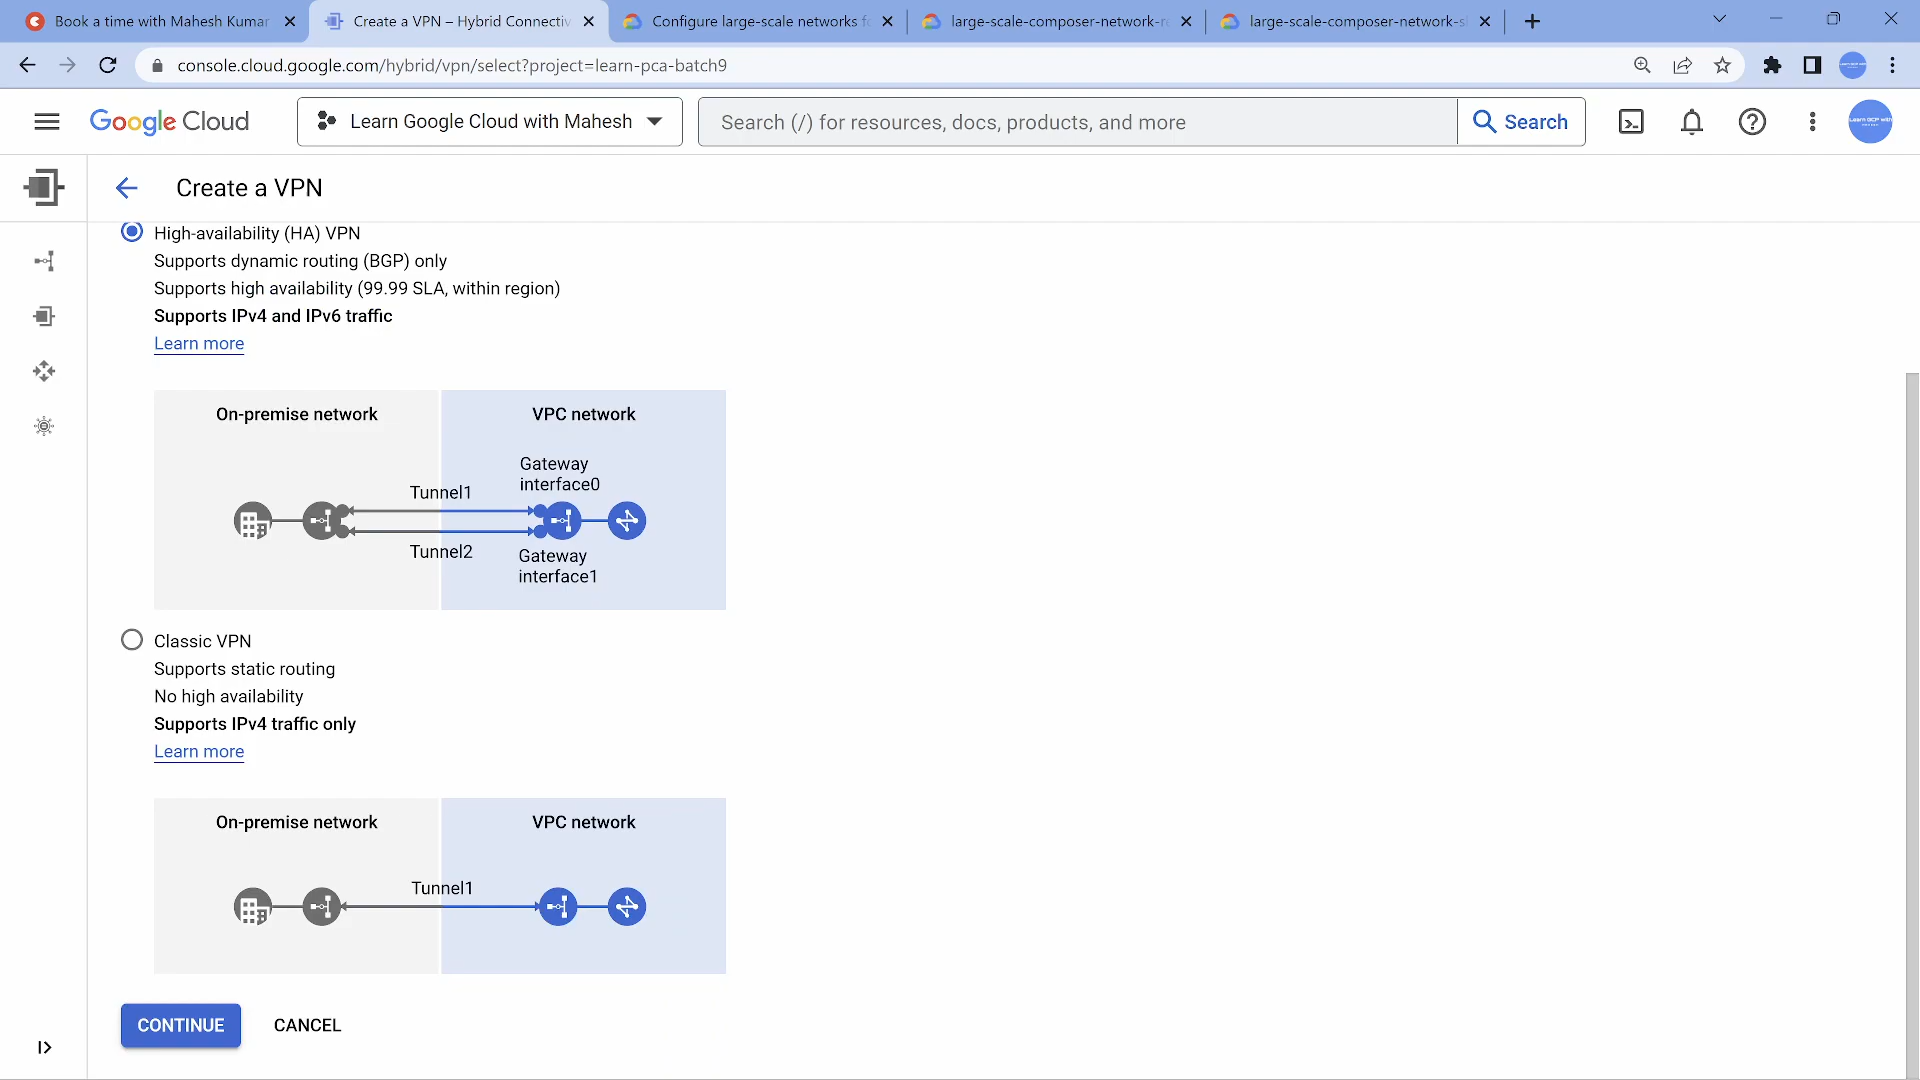 Book a time with Mahesh Kumar
Create a VPN – Hybrid Connectiv
Configure large-scale networks fo
large-scale-composer-network-re
large-scale-composer-network-s
console.cloud.google.com/hybrid/vpn/select?project=learn-pca-batch9
Google Cloud
Learn Google Cloud with Mahesh
Search (/) for resources, docs, products, and more
Search
Create a VPN
High-availability (HA) VPN
Supports dynamic routing (BGP) only
Supports high availability (99.99 SLA, within region)
Supports IPv4 and IPv6 traffic
Learn more
On-premise network
VPC network
Gateway
interface0
Tunnel1
Tunnel2
Gateway
interface1
Classic VPN
Supports static routing
No high availability
Supports IPv4 traffic only
Learn more
On-premise network
VPC network
Tunnel1
CONTINUE
CANCEL